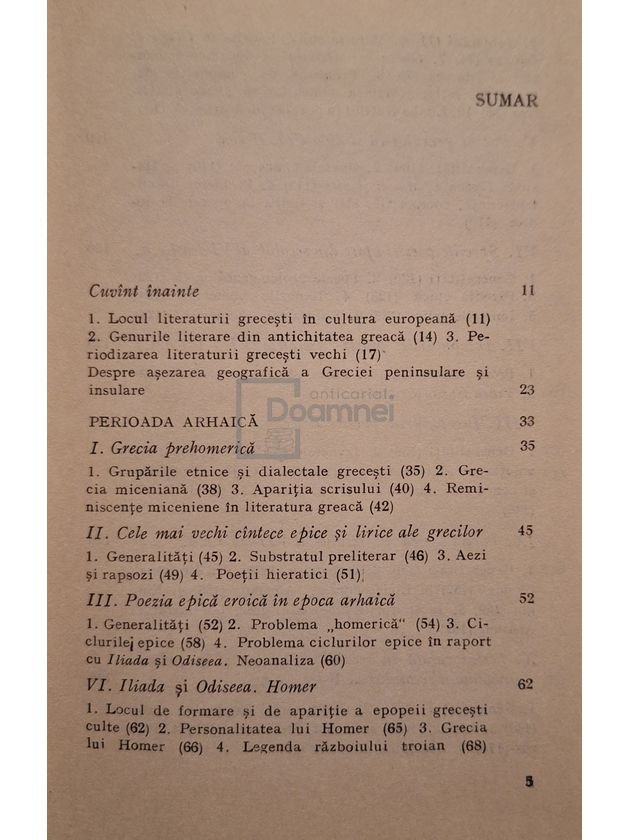 SUMAR
Cuvînt înainte 11
1. Locul literaturii grecești în cultura europeană (11)
2. Genurile literare din antichitatea greacă (14) 3. Pe-
riodizarea literaturii grecești vechi (17)
Despre așezarea geografică a Greciei peninsulare și
insulare 23
anticariat
Doamnei
PERIOADA ARHAICĂ 33
I. Grecia prehomerică 35
1. Grupările etnice și dialectale grecești (35) 2. Gre-
cia miceniană (38) 3. Apariția scrisului (40) 4. Remi-
niscențe miceniene în literatura greacă (42)
II. Cele mai vechi cîntece epice și lirice ale grecilor 45
1. Generalități (45) 2. Substratul preliterar (46) 3. Aezi
și rapsozi (49) 4. Poeții hieratici (51)
III. Poezia epică eroică în epoca arhaică 52
1. Generalități (52) 2. Problema „homerică“ (54) 3. Ci-
clurile epice (58) 4. Problema ciclurilor epice în raport
cu Iliada și Odiseea. Neoanaliza (60)
VI. Iliada și Odiseea. Homer 62
1. Locul de formare și de apariție a epopeii grecești
culte (62) 2. Personalitatea lui Homer (65) 3. Grecia
lui Homer (66) 4. Legenda războiului troian (68)
5